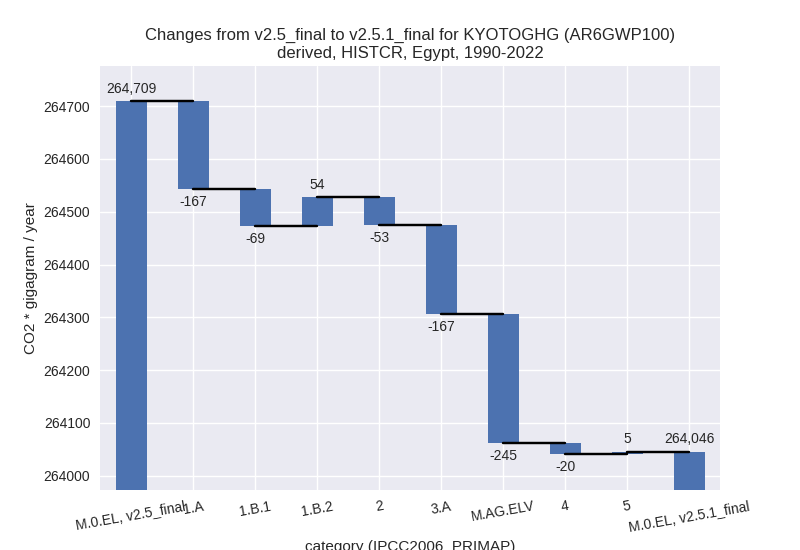 Changes from v2.5_final to v2.5.1_final for KYOTOGHG (AR6GWP100)
derived, HISTCR, Egypt, 1990-2022
CO2 * gigagram / year
264700
264600
264500
264400
264300
264200
264100
264000
264,709
-167
-69
54
-53
-167
-245
-20
5
264,046
M.0.EL, v2.5_final
1.A
1.B.1
1.B.2
2
3.A
M.AG.ELV
4
5
M.0.EL, v2.5.1_final
category (IPCC2006_PRIMAP)